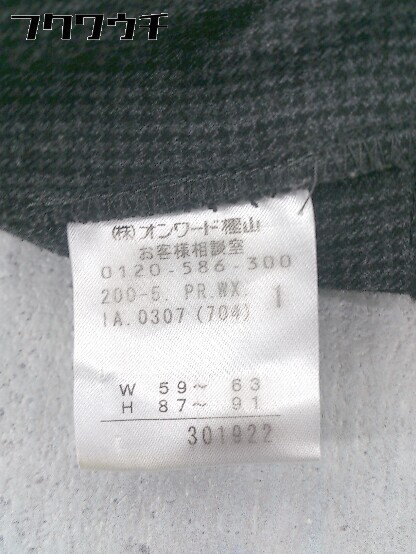 フクワウチ
(株)オンワード樫山
お客様相談室
0120-586-300
200-5. PR.WX. 1
IA.0307(704)
W 59〜 63
H 87〜 91
301922